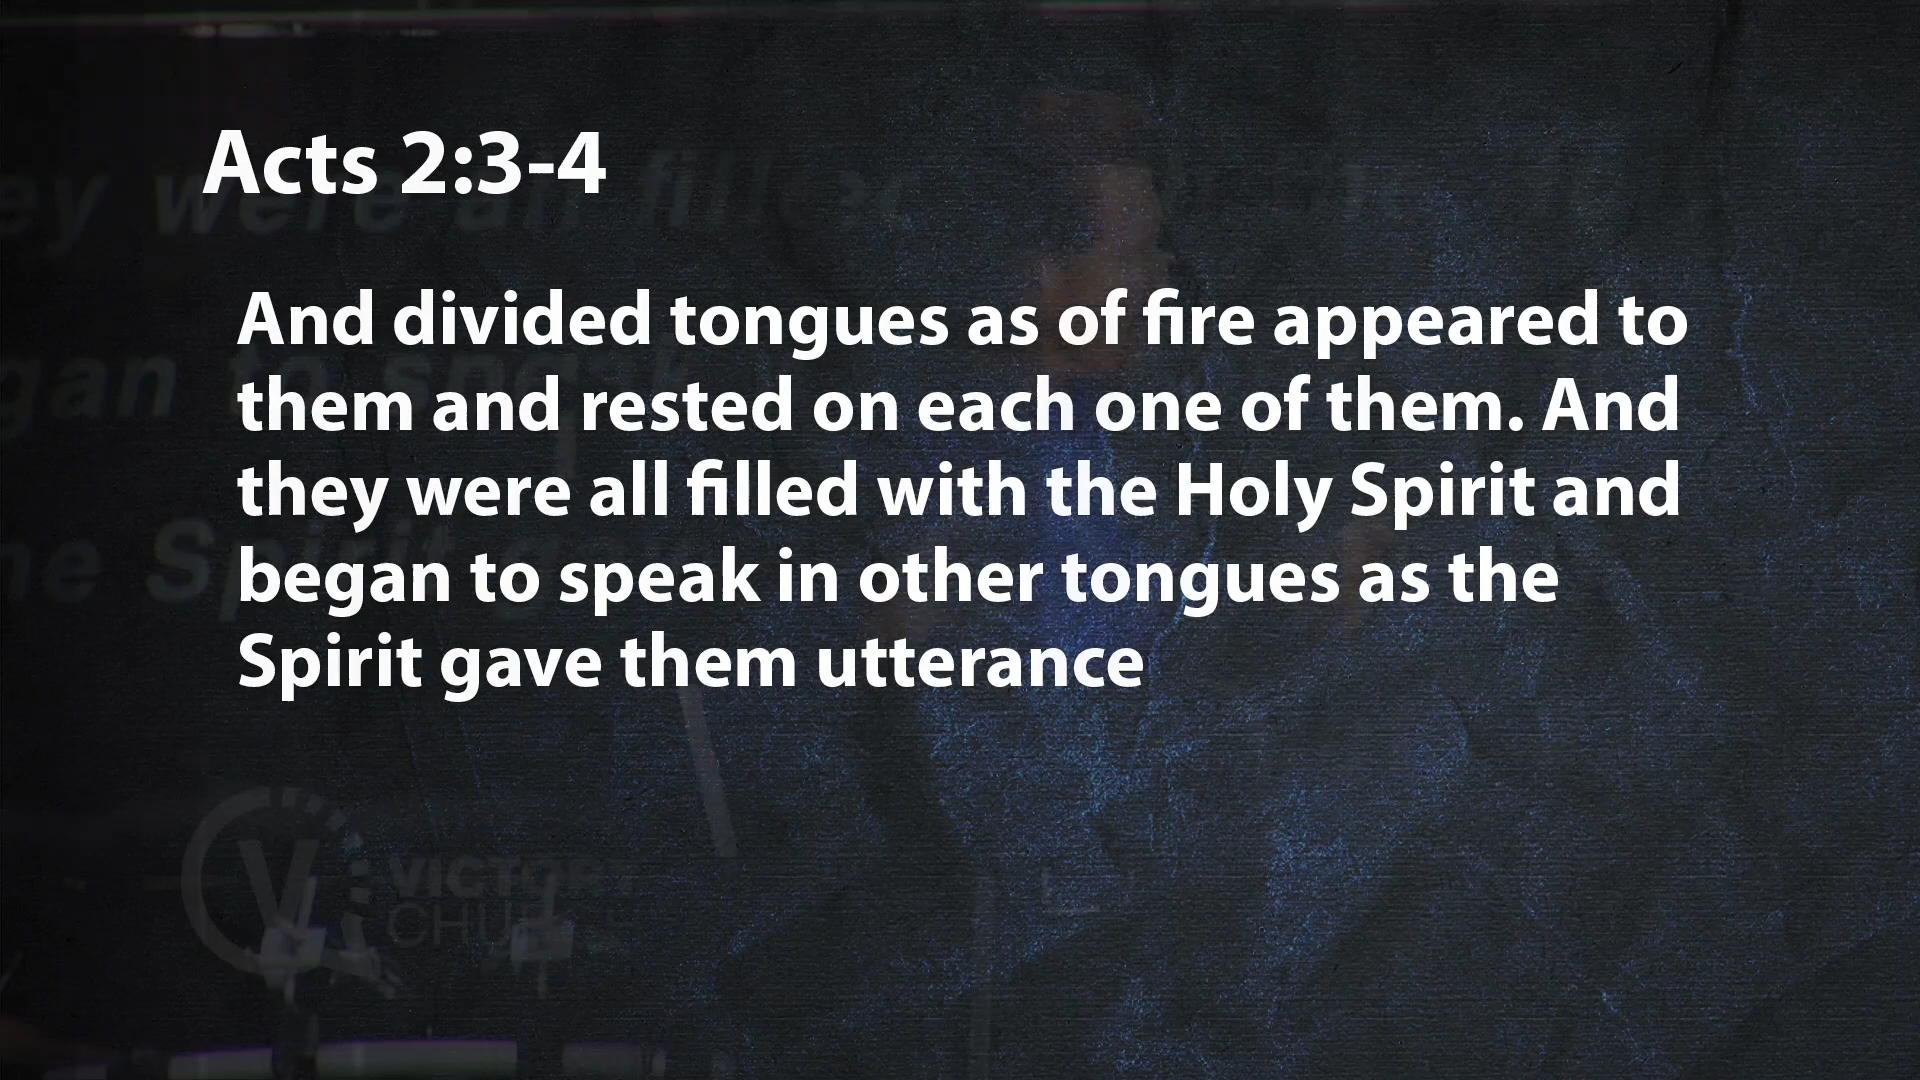 Acts 2:3-4
And divided tongues as of fire appeared to
them and rested on each one of them. And
they were all filled with the Holy Spirit and
began to speak in other tongues as the
Spirit gave them utterance
VICTORY
CHURCH